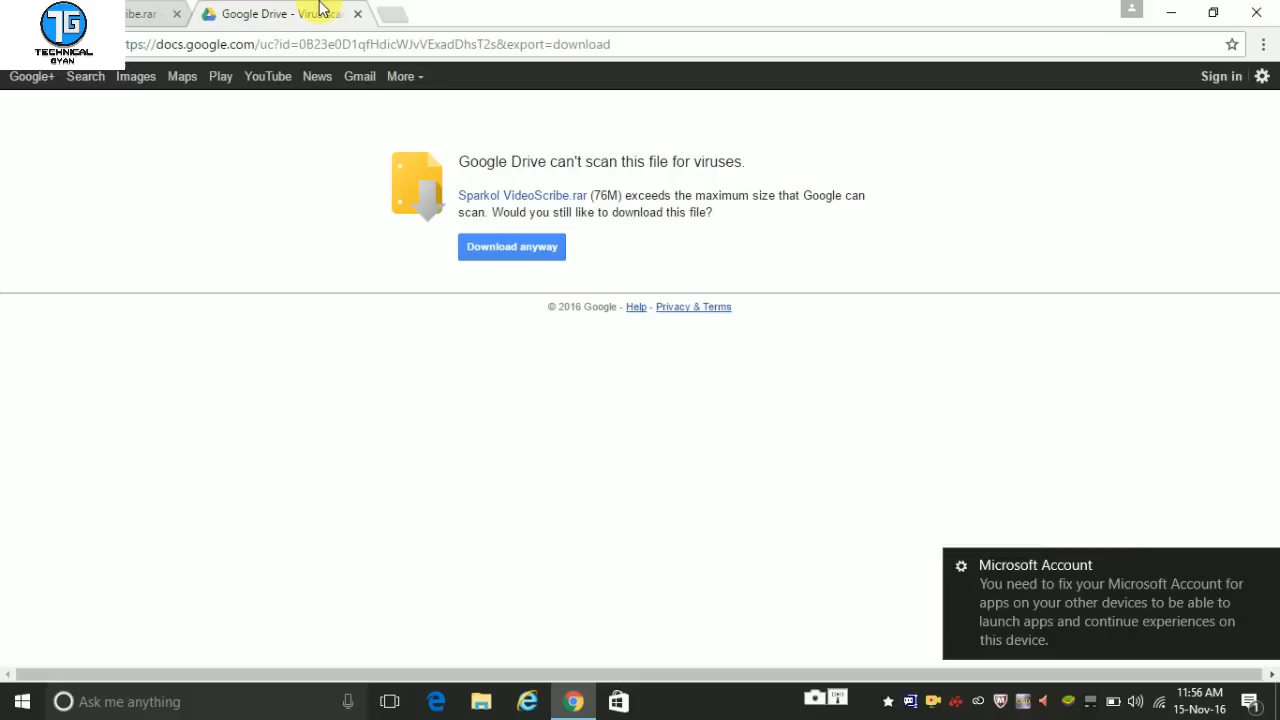 ibe.rar -
Google Drive - Virus sca
TG
TECHNICAL
GYAN
tps://docs.google.com/uc?id=0B23e0D1qfHdicWJvVExadDhsT2s&export=download
Google+ Search Images Maps Play YouTube News Gmail More Sign in
Google Drive can't scan this file for viruses.
Sparkol VideoScribe.rar (76M) exceeds the maximum size that Google can
scan. Would you still like to download this file?
Download anyway
© 2016 Google - Help - Privacy & Terms
Microsoft Account
You need to fix your Microsoft Account for
apps on your other devices to be able to
launch apps and continue experiences on
this device.
Ask me anything
11:56 AM
15-Nov-16
1